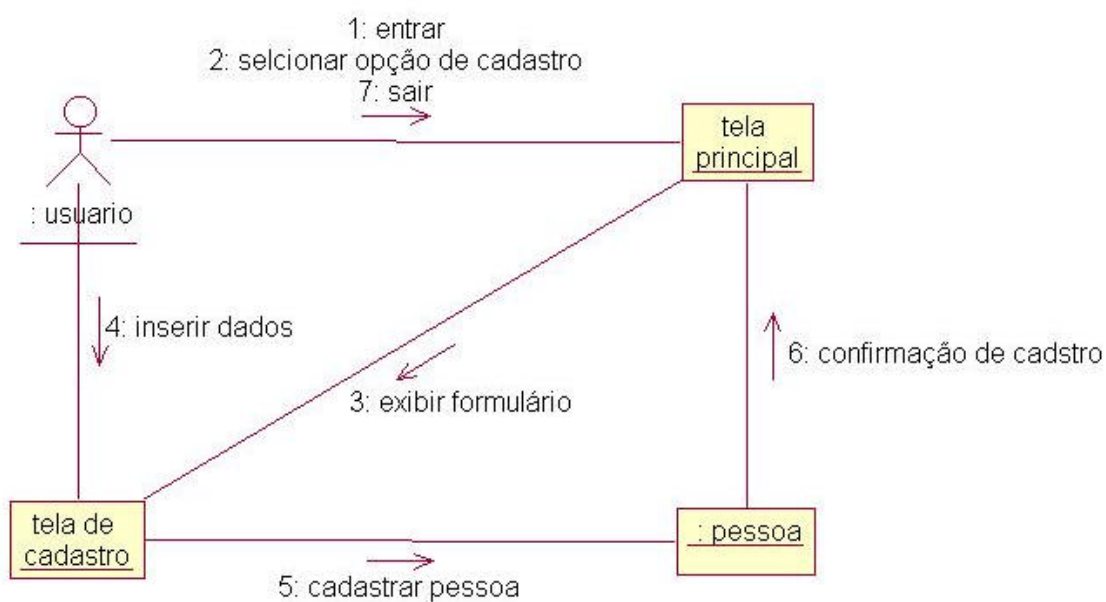 1: entrar
2: selcionar opção de cadastro
7: sair
tela
principal
: usuario
4: inserir dados
6: confirmação de cadstro
3: exibir formulário
tela de
cadastro
: pessoa
5: cadastrar pessoa